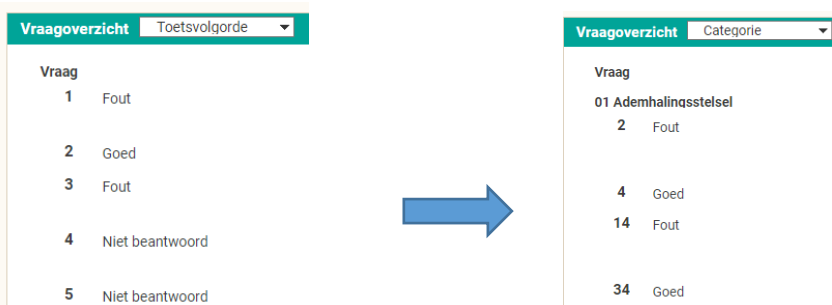 Vraagoverzicht Toetsvolgorde
Vraag
1 Fout
2 Goed
3 Fout
4 Niet beantwoord
5 Niet beantwoord
Vraagoverzicht Categorie
Vraag
01 Ademhalingsstelsel
2 Fout
4 Goed
14 Fout
34 Goed